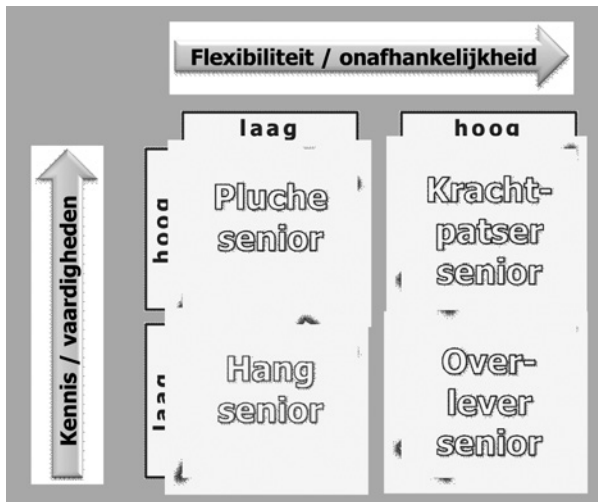 Flexibiliteit / onafhankelijkheid
laag
hoog
Kennis / vaardigheden
hoog
Pluche
senior
Kracht-
patser
senior
laag
Hang
senior
Over-
lever
senior